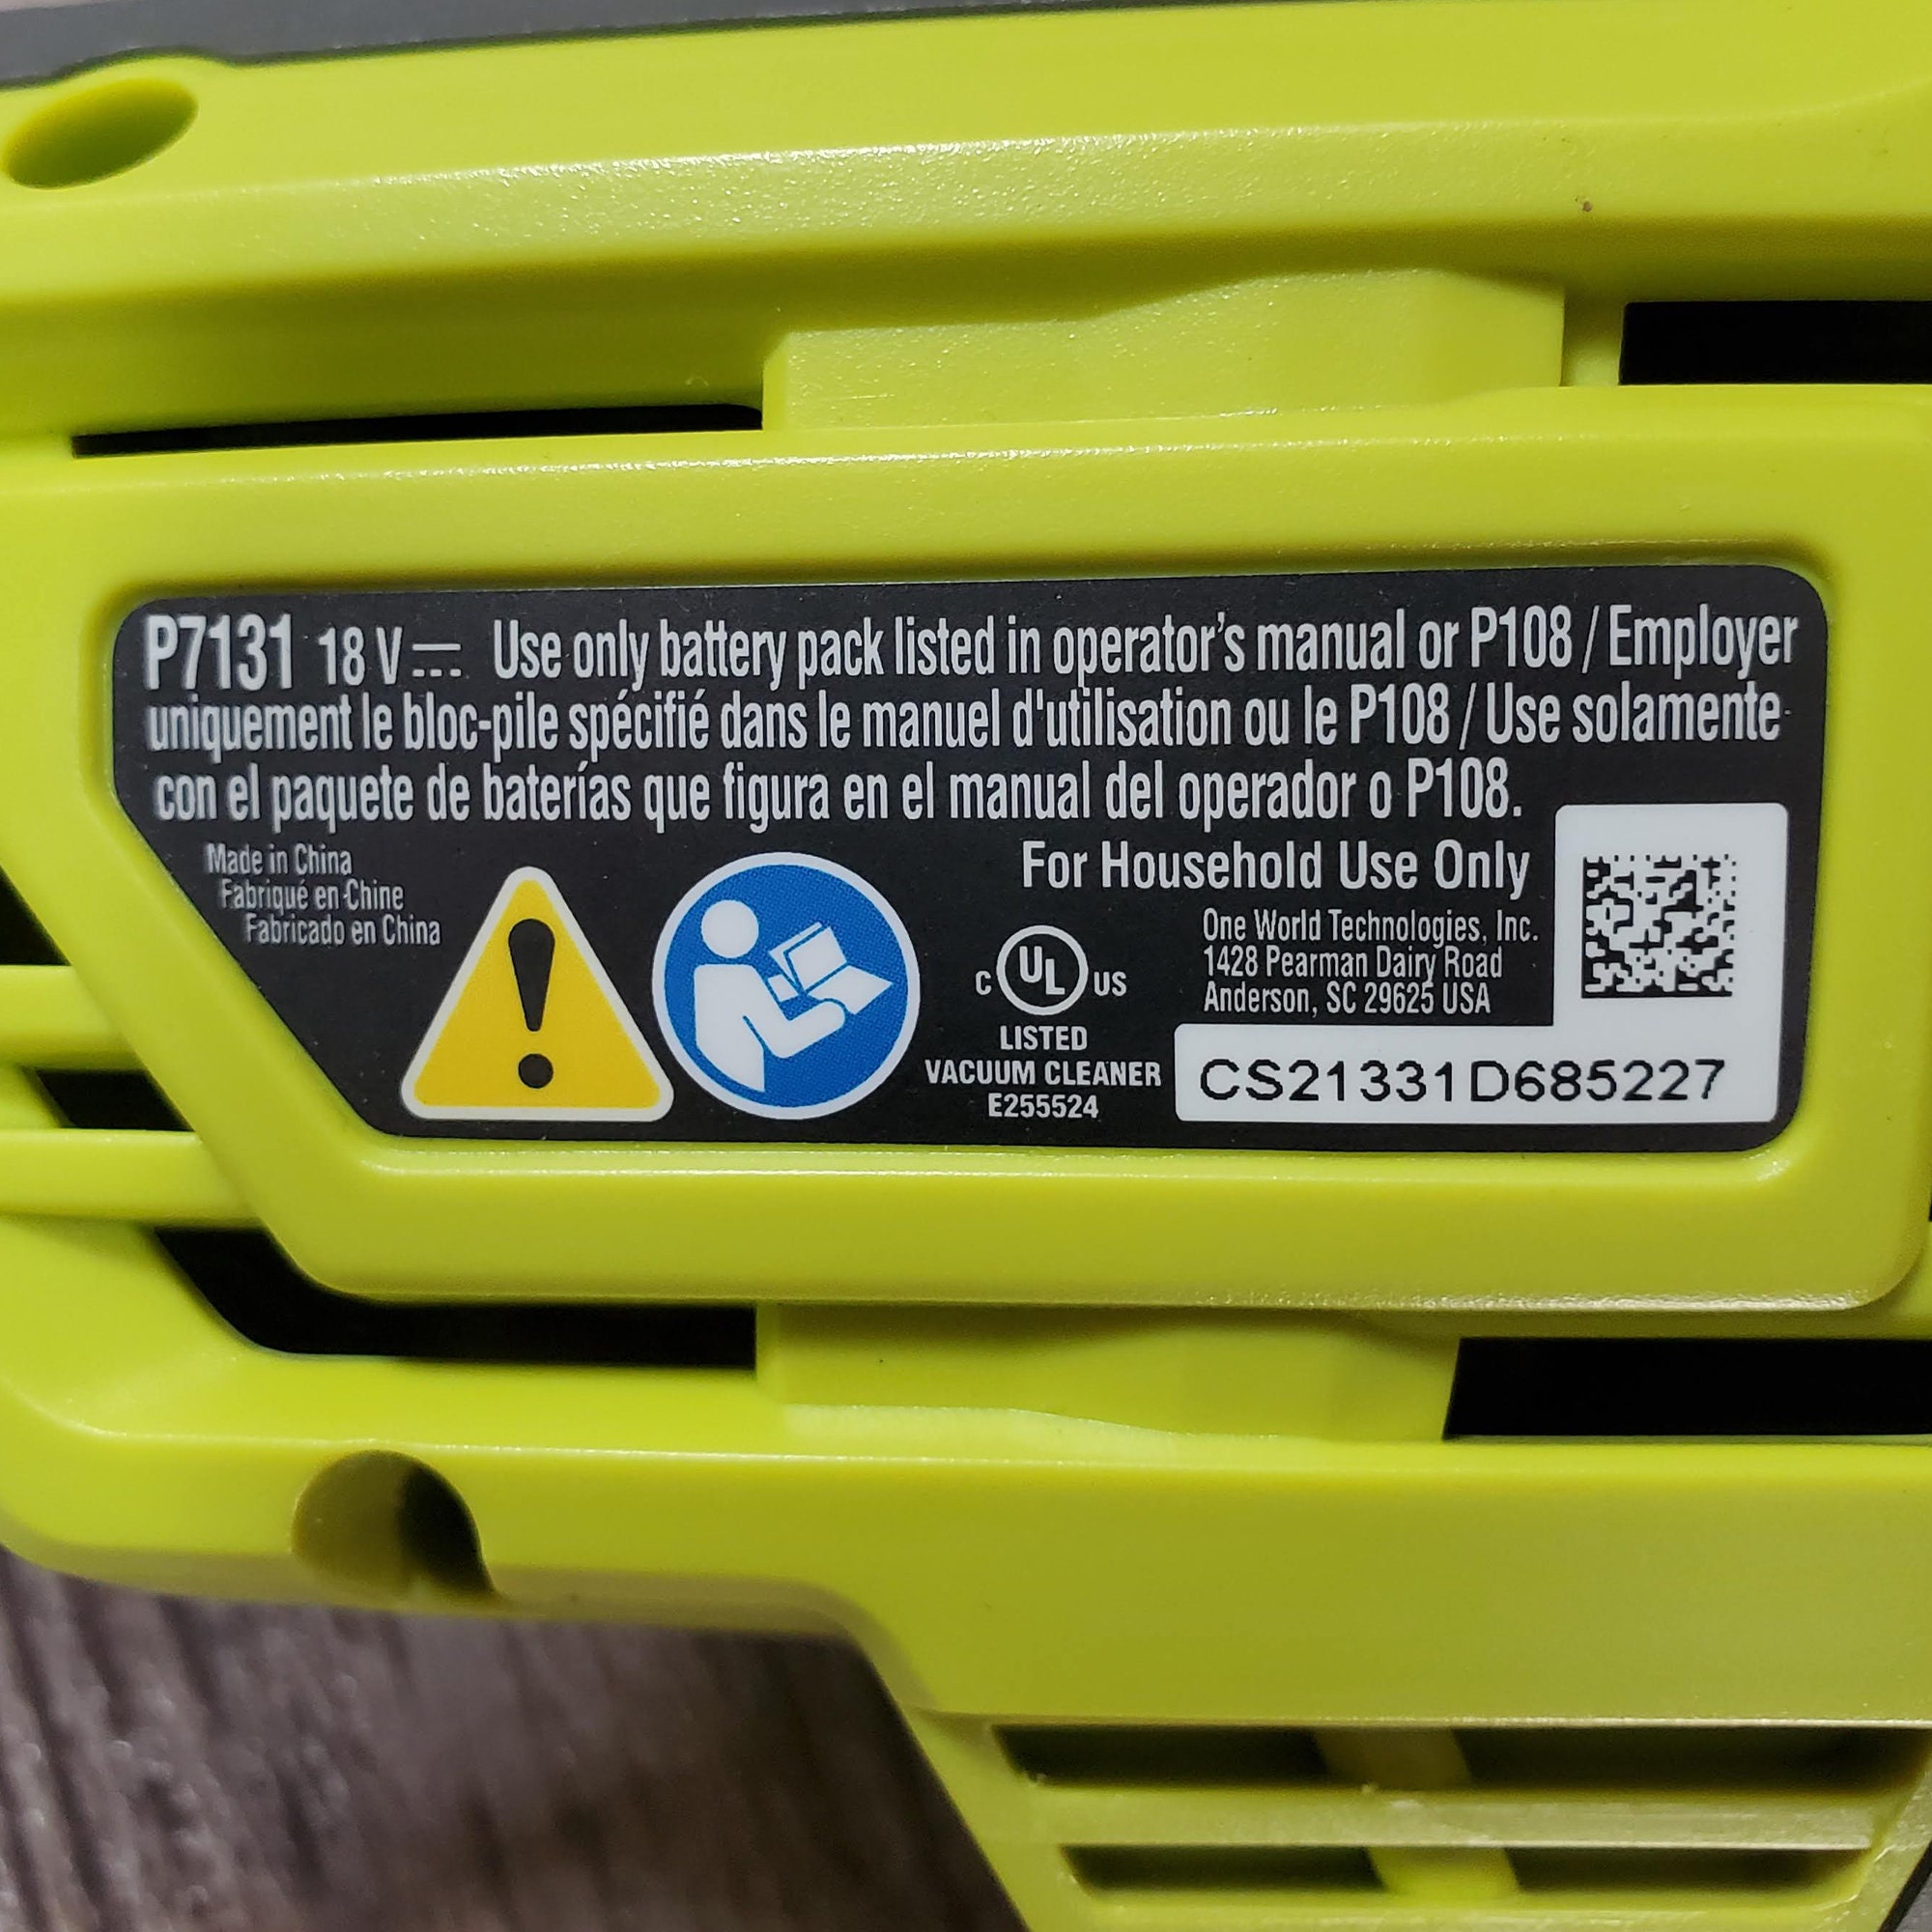 P7131 18 V⎓ Use only battery pack listed in operator's manual or P108 / Employer
uniquement le bloc-pile spécifié dans le manuel d'utilisation ou le P108 / Use solamente
con el paquete de baterías que figura en el manual del operador o P108.
Made in China
Fabriqué en Chine
Fabricado en China
For Household Use Only
C UL US
LISTED
VACUUM CLEANER
E255524
One World Technologies, Inc.
1428 Pearman Dairy Road
Anderson, SC 29625 USA
CS21331D685227